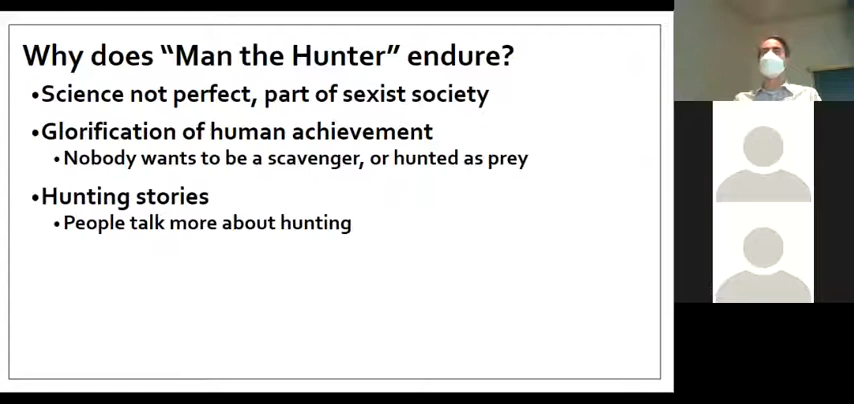 Why does “Man the Hunter” endure?
•Science not perfect, part of sexist society
•Glorification of human achievement
•Nobody wants to be a scavenger, or hunted as prey
•Hunting stories
•People talk more about hunting